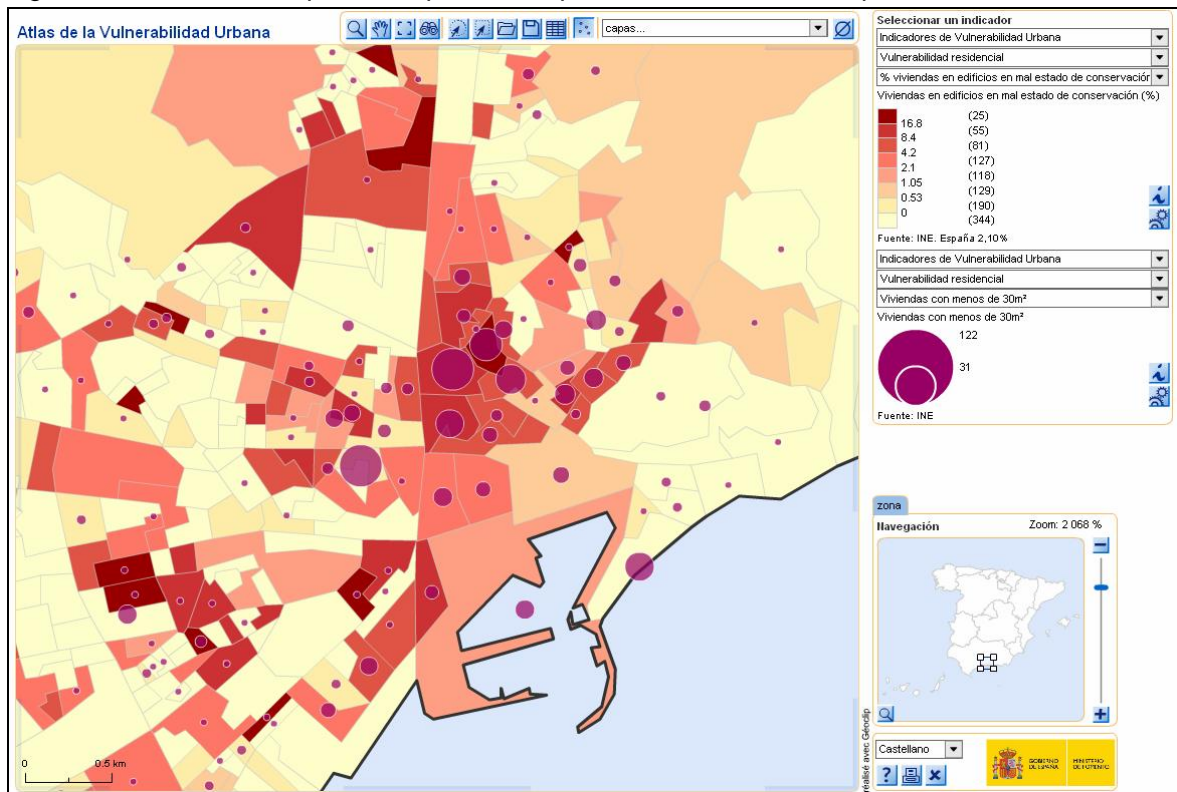 Atlas de la Vulnerabilidad Urbana
capas...
Seleccionar un indicador
Indicadores de Vulnerabilidad Urbana
Vulnerabilidad residencial
% viviendas en edificios en mal estado de conservación
Viviendas en edificios en mal estado de conservación (%)
(25)
16.8
(55)
8.4
(81)
4.2
(127)
2.1
(118)
1.05
(129)
0.53
(190)
0
(344)
Fuente: INE. España 2,10%
Indicadores de Vulnerabilidad Urbana
Vulnerabilidad residencial
Viviendas con menos de 30m²
Viviendas con menos de 30m²
122
31
Fuente: INE
zona
Navegación
Zoom: 2 068 %
0 0.5 km
réalisé avec Géoclip
Castellano
GOBIERNO DE ESPAÑA
MINISTERIO DE FOMENTO